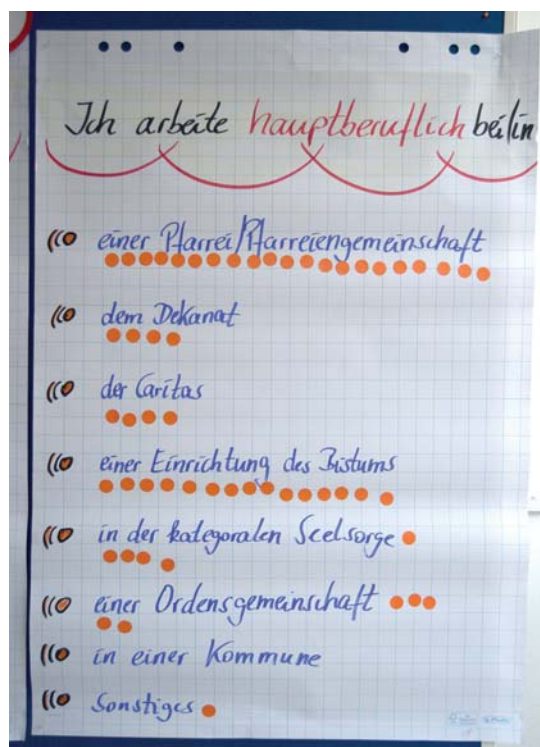 Ich arbeite hauptberuflich bei/in
einer Pfarrei/Pfarreiengemeinschaft
dem Dekanat
der Caritas
einer Einrichtung des Bistums
in der kategoralen Seelsorge
einer Ordensgemeinschaft
in einer Kommune
Sonstiges